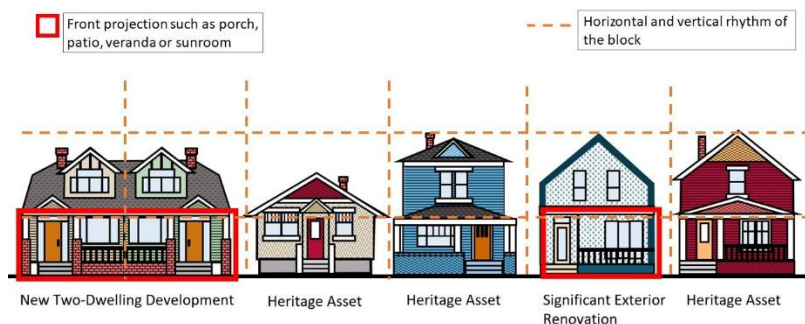 Front projection such as porch,
patio, veranda or sunroom
Horizontal and vertical rhythm of
the block
New Two-Dwelling Development
Heritage Asset
Heritage Asset
Significant Exterior
Renovation
Heritage Asset